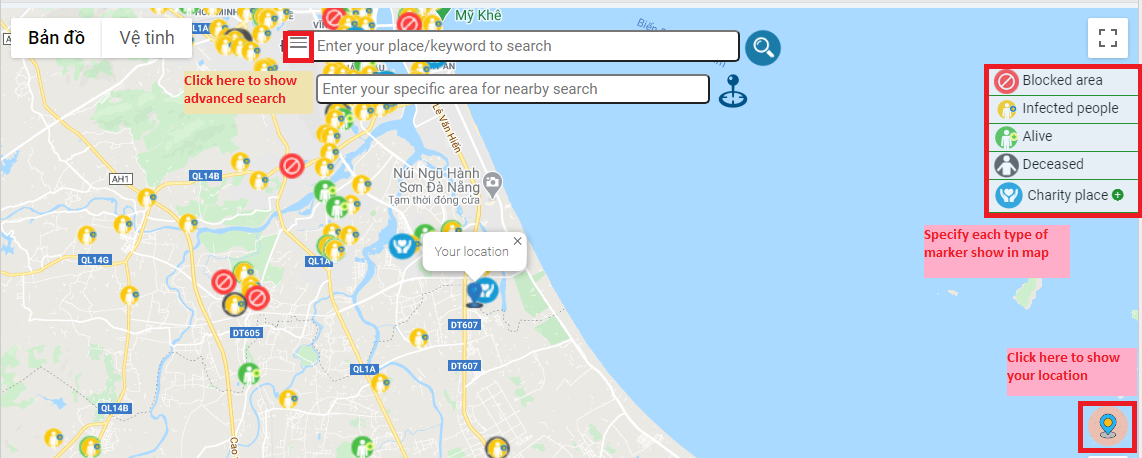 Mỹ Khê
QL1A
Bản đồ
Vệ tinh
Enter your place/keyword to search
Click here to show
advanced search
Enter your specific area for nearby search
Blocked area
Infected people
Alive
Deceased
Charity place
Lê Văn Hiến
Núi Ngũ Hành
Sơn Đà Nẵng
Tạm thời đóng cửa
QL14B
AH1
Specify each type of
marker show in map
Your location
QL14G
QL1A
DT607
DT605
Click here to show
your location
DT607
QL1A
QL14B